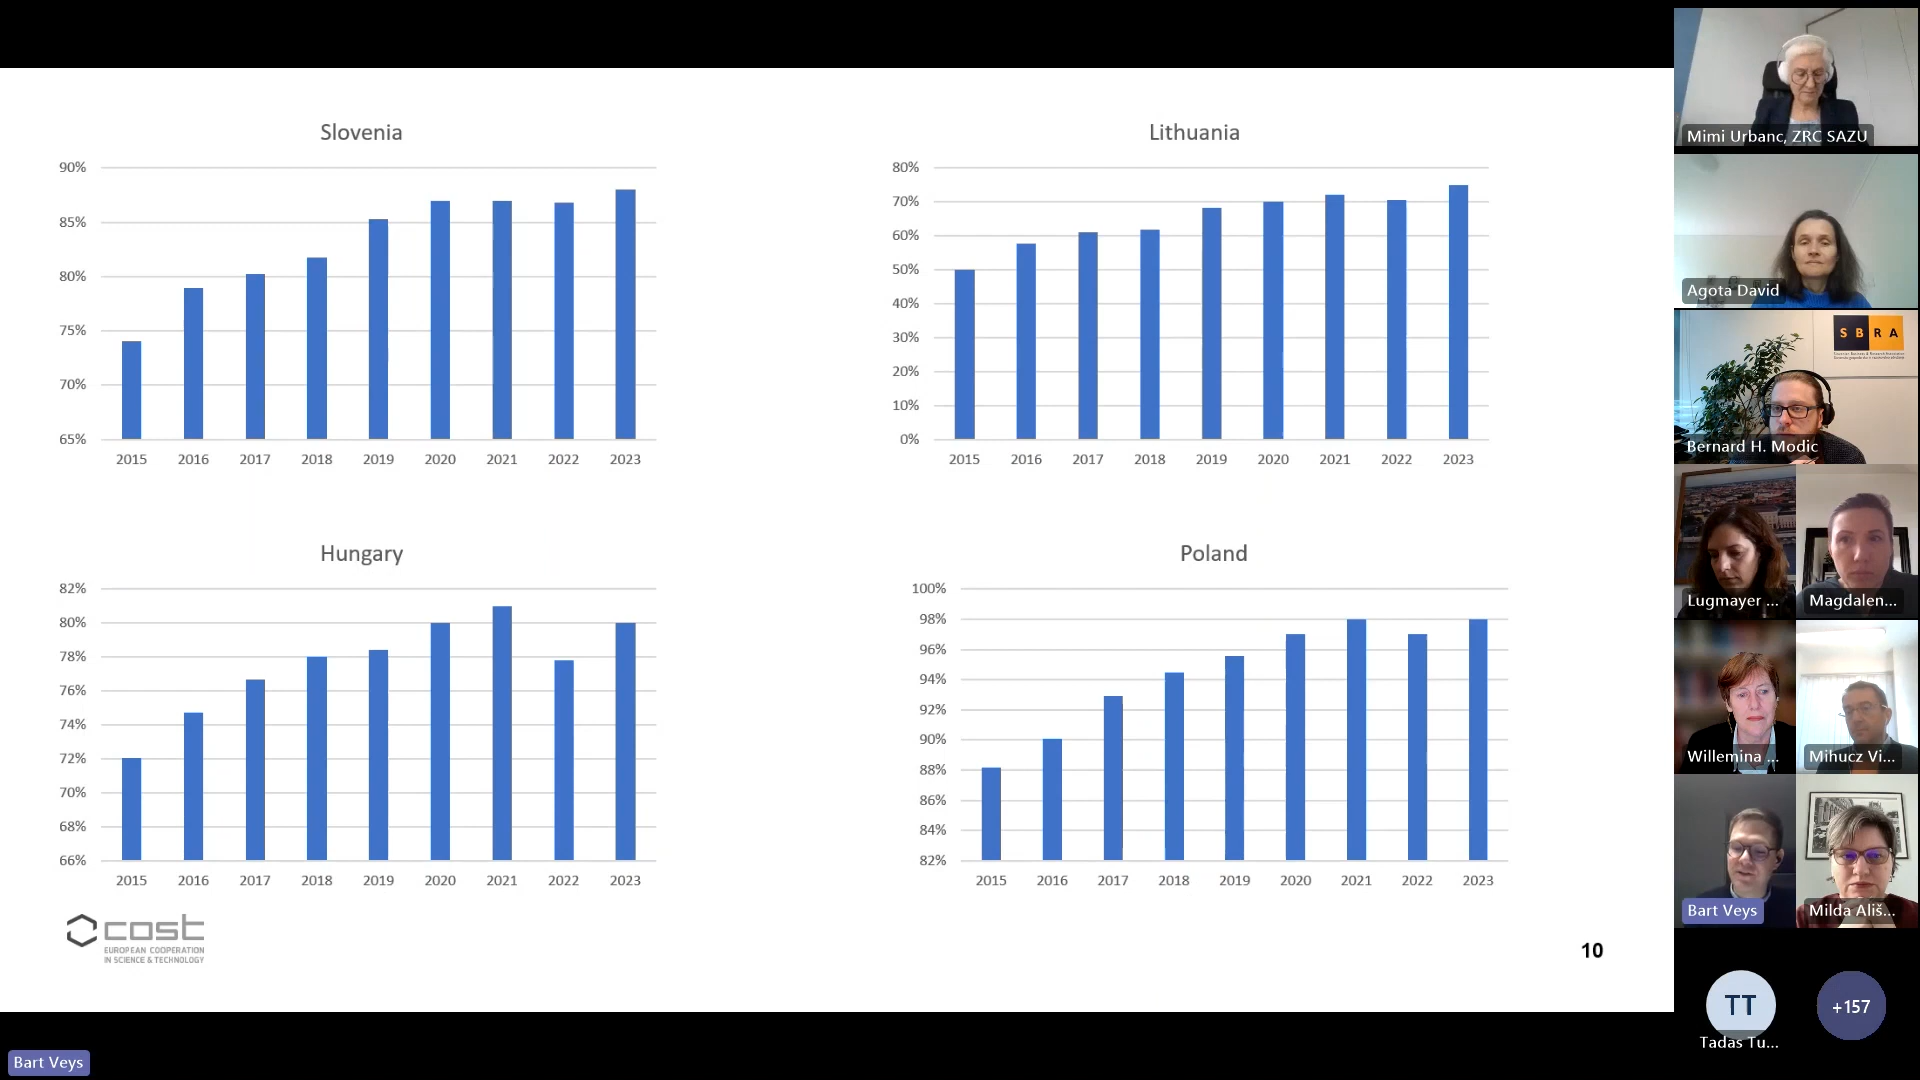 Slovenia
90%
85%
80%
75%
70%
65%
2015 2016 2017 2018 2019 2020 2021 2022 2023
Lithuania
80%
70%
60%
50%
40%
30%
20%
10%
0%
2015 2016 2017 2018 2019 2020 2021 2022 2023
Hungary
82%
80%
78%
76%
74%
72%
70%
68%
66%
2015 2016 2017 2018 2019 2020 2021 2022 2023
Poland
100%
98%
96%
94%
92%
90%
88%
86%
84%
82%
2015 2016 2017 2018 2019 2020 2021 2022 2023
cost
EUROPEAN COOPERATION
IN SCIENCE & TECHNOLOGY
10
Bart Veys
Mimi Urbanc, ZRC SAZU
Agota David
SBRA
Bernard H. Modic
Lugmayer ...
Magdalen...
Willemina ...
Mihucz Vi...
Bart Veys
Milda Ališ...
TT
Tadas Tu...
+157